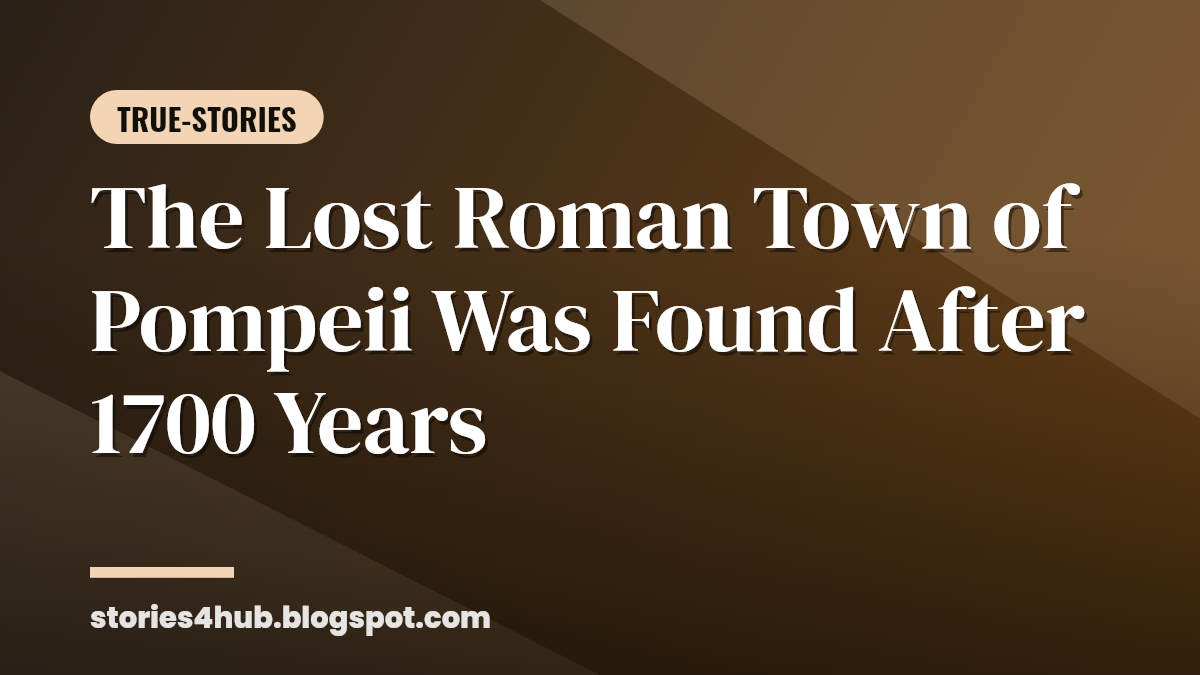 TRUE-STORIES
The Lost Roman Town of
Pompeii Was Found After
1700 Years
stories4hub.blogspot.com